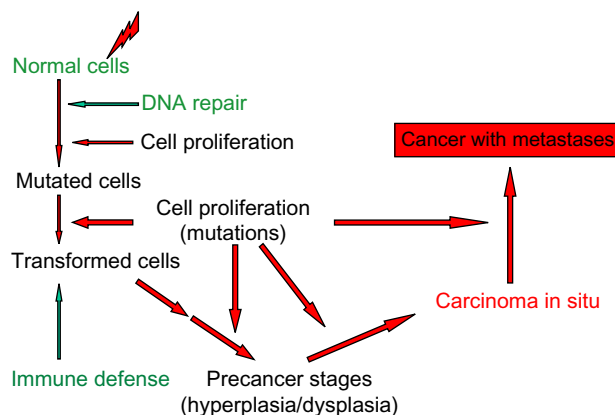 Normal cells
DNA repair
Cell proliferation
Cancer with metastases
Mutated cells
Cell proliferation
(mutations)
Transformed cells
Carcinoma in situ
Immune defense
Precancer stages
(hyperplasia/dysplasia)